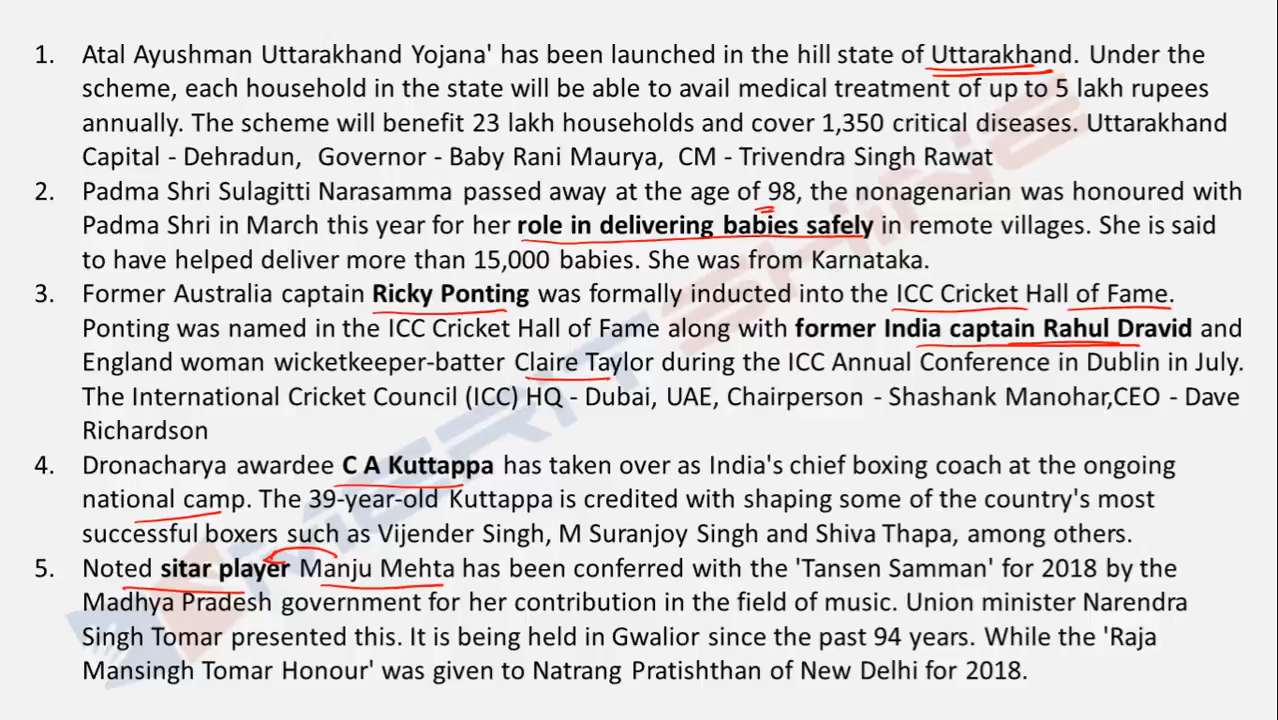 1. Atal Ayushman Uttarakhand Yojana' has been launched in the hill state of Uttarakhand. Under the
scheme, each household in the state will be able to avail medical treatment of up to 5 lakh rupees
annually. The scheme will benefit 23 lakh households and cover 1,350 critical diseases. Uttarakhand
Capital - Dehradun, Governor - Baby Rani Maurya, CM - Trivendra Singh Rawat
2. Padma Shri Sulagitti Narasamma passed away at the age of 98, the nonagenarian was honoured with
Padma Shri in March this year for her role in delivering babies safely in remote villages. She is said
to have helped deliver more than 15,000 babies. She was from Karnataka.
3. Former Australia captain Ricky Ponting was formally inducted into the ICC Cricket Hall of Fame.
Ponting was named in the ICC Cricket Hall of Fame along with former India captain Rahul Dravid and
England woman wicketkeeper-batter Claire Taylor during the ICC Annual Conference in Dublin in July.
The International Cricket Council (ICC) HQ - Dubai, UAE, Chairperson - Shashank Manohar,CEO - Dave
Richardson
4. Dronacharya awardee C A Kuttappa has taken over as India's chief boxing coach at the ongoing
national camp. The 39-year-old Kuttappa is credited with shaping some of the country's most
successful boxers such as Vijender Singh, M Suranjoy Singh and Shiva Thapa, among others.
5. Noted sitar player Manju Mehta has been conferred with the 'Tansen Samman' for 2018 by the
Madhya Pradesh government for her contribution in the field of music. Union minister Narendra
Singh Tomar presented this. It is being held in Gwalior since the past 94 years. While the 'Raja
Mansingh Tomar Honour' was given to Natrang Pratishthan of New Delhi for 2018.
MERIT SHINE